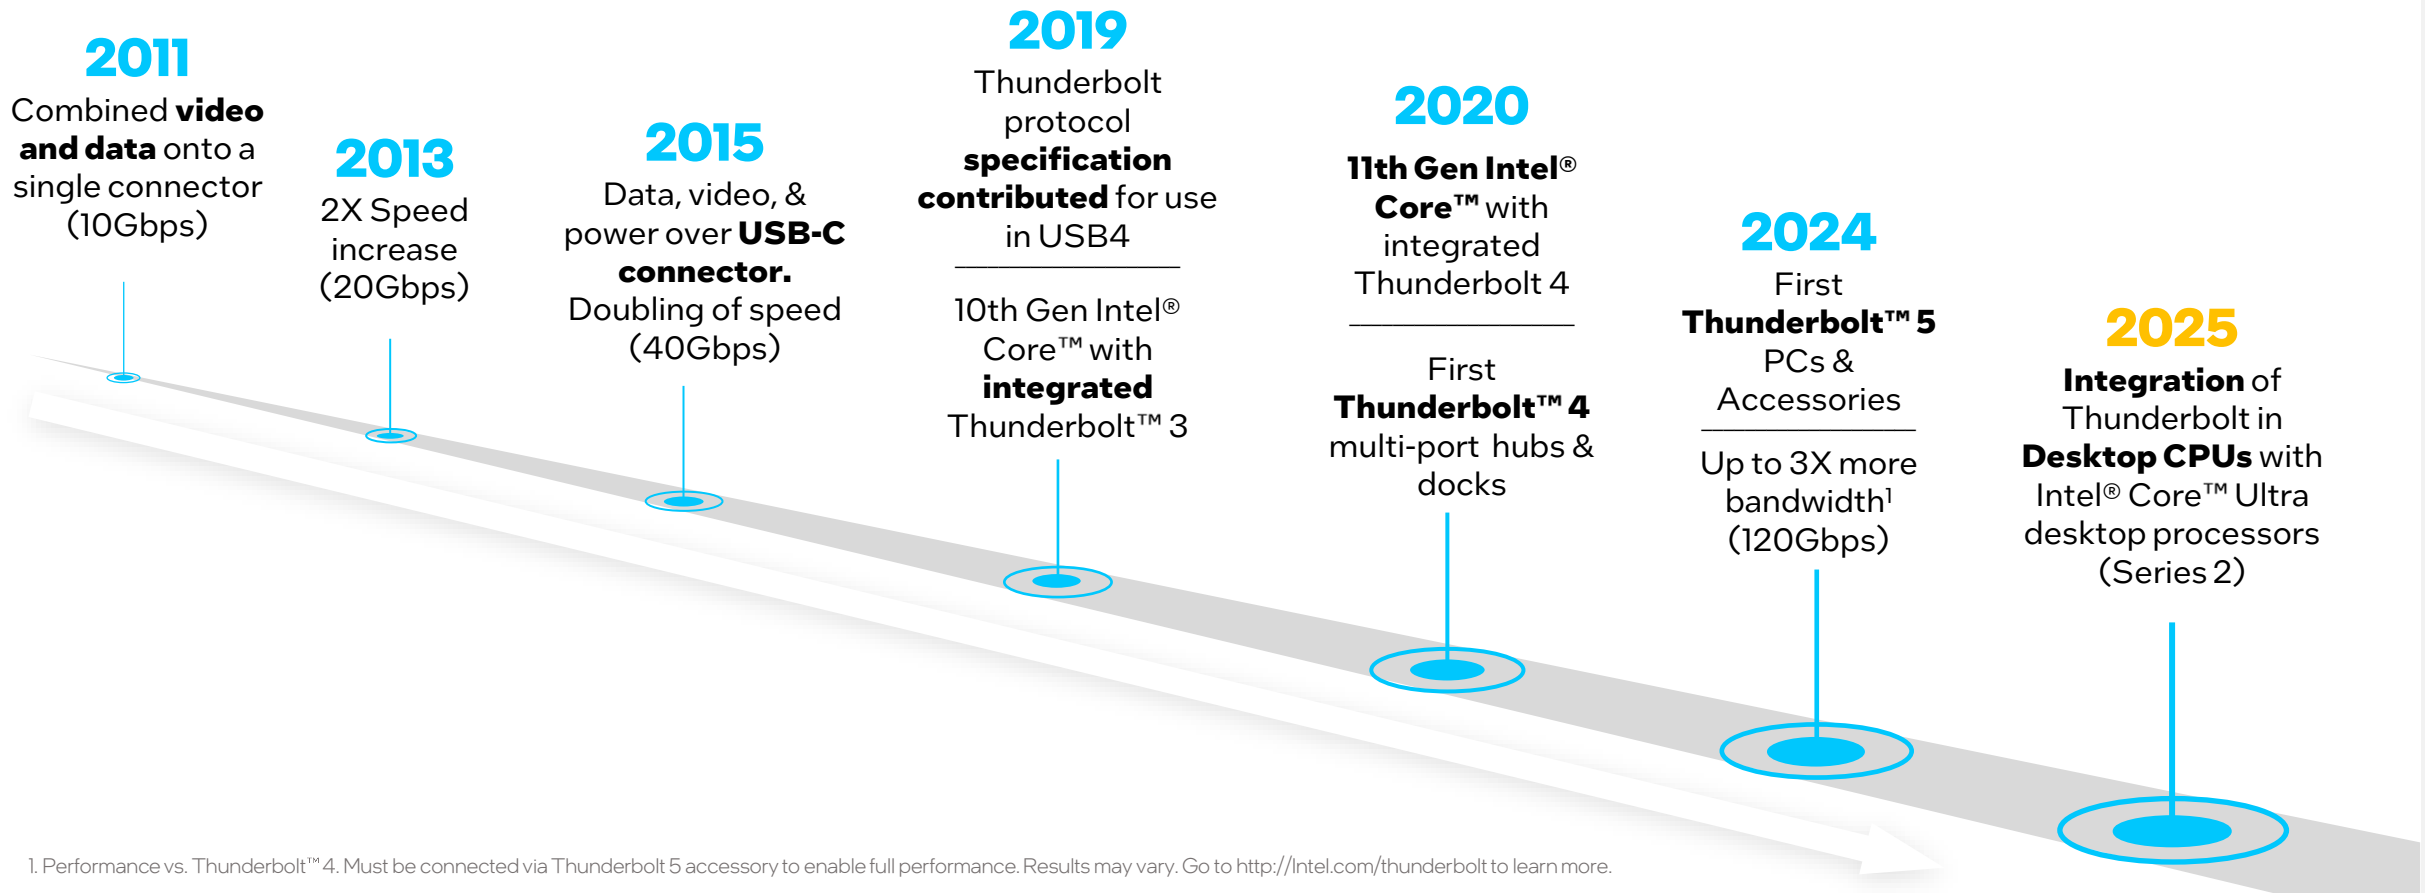 2011
Combined video
and data onto a
single connector
(10Gbps)
2013
2X Speed
increase
(20Gbps)
2015
Data, video, &
power over USB-C
connector.
Doubling of speed
(40Gbps)
2019
Thunderbolt
protocol
specification
contributed for use
in USB4
10th Gen Intel®
Core™ with
integrated
Thunderbolt™ 3
2020
11th Gen Intel®
Core™ with
integrated
Thunderbolt 4
First
Thunderbolt™ 4
multi-port hubs &
docks
2024
First
Thunderbolt™ 5
PCs &
Accessories
Up to 3X more
bandwidth¹
(120Gbps)
2025
Integration of
Thunderbolt in
Desktop CPUs with
Intel® Core™ Ultra
desktop processors
(Series 2)
1. Performance vs. Thunderbolt™ 4. Must be connected via Thunderbolt 5 accessory to enable full performance. Results may vary. Go to http://Intel.com/thunderbolt to learn more.